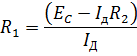 R₁ = (E_C − I_д R₂) / I_Д